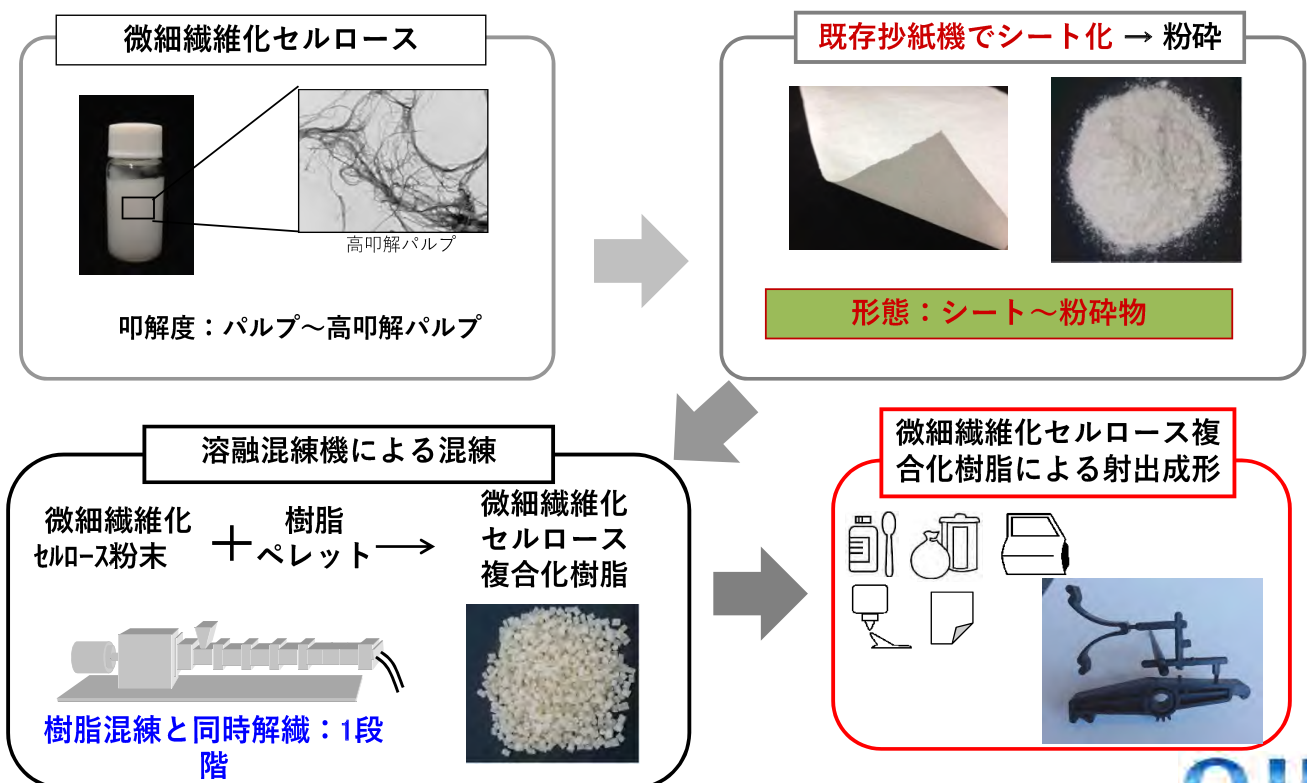 微細繊維化セルロース
高叩解パルプ
叩解度：パルプ～高叩解パルプ
既存抄紙機でシート化 → 粉砕
形態：シート～粉砕物
溶融混練機による混練
微細繊維化
セルロース粉末
＋
樹脂
ペレット
→
微細繊維化
セルロース
複合化樹脂
樹脂混練と同時解繊：1段
階
微細繊維化セルロース複
合化樹脂による射出成形